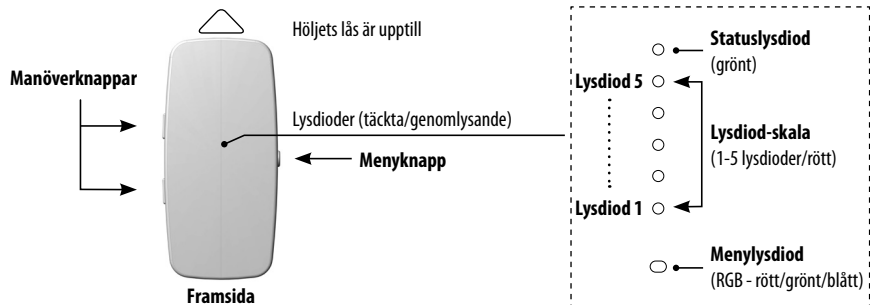 Höljets lås är upptill
Manöverknappar
Lysdioder (täckta/genomlysande)
Menyknapp
Framsida
Statuslysdiod
(grönt)
Lysdiod 5
Lysdiod-skala
(1-5 lysdioder/rött)
Lysdiod 1
Menylysdiod
(RGB - rött/grönt/blått)